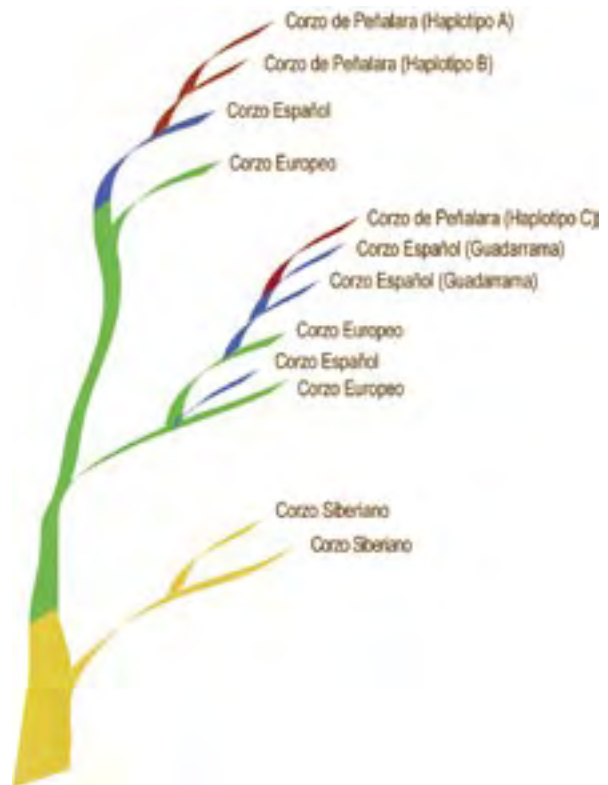 Corzo de Peñalara (Haplotipo A)
Corzo de Peñalara (Haplotipo B)
Corzo Español
Corzo Europeo
Corzo de Peñalara (Haplotipo C)
Corzo Español (Guadarrama)
Corzo Español (Guadarrama)
Corzo Europeo
Corzo Español
Corzo Europeo
Corzo Siberiano
Corzo Siberiano